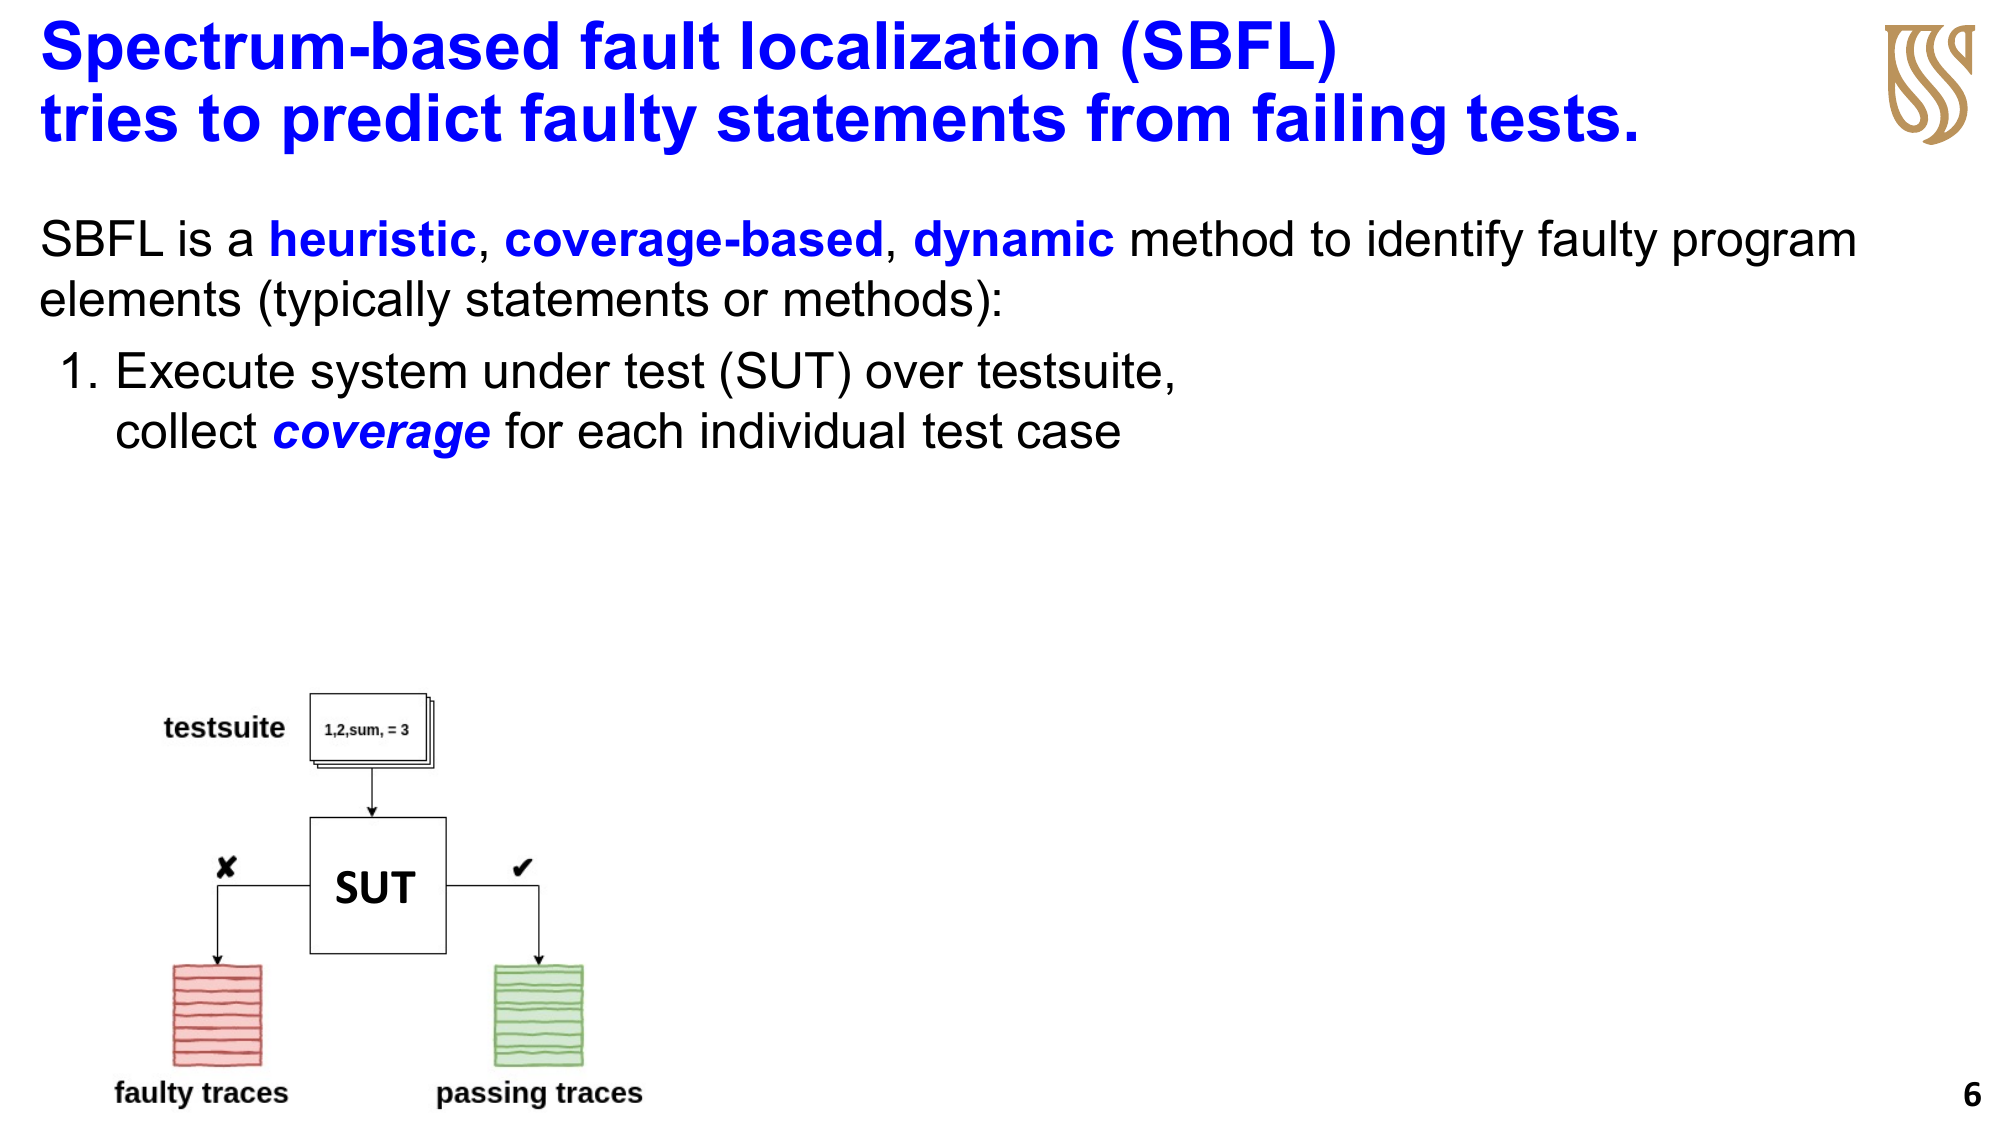 Spectrum-based fault localization (SBFL)
tries to predict faulty statements from failing tests.
SBFL is a heuristic, coverage-based, dynamic method to identify faulty program
elements (typically statements or methods):
1. Execute system under test (SUT) over testsuite,
collect coverage for each individual test case
testsuite
1,2,sum, = 3
✘
✔
SUT
faulty traces
passing traces
6